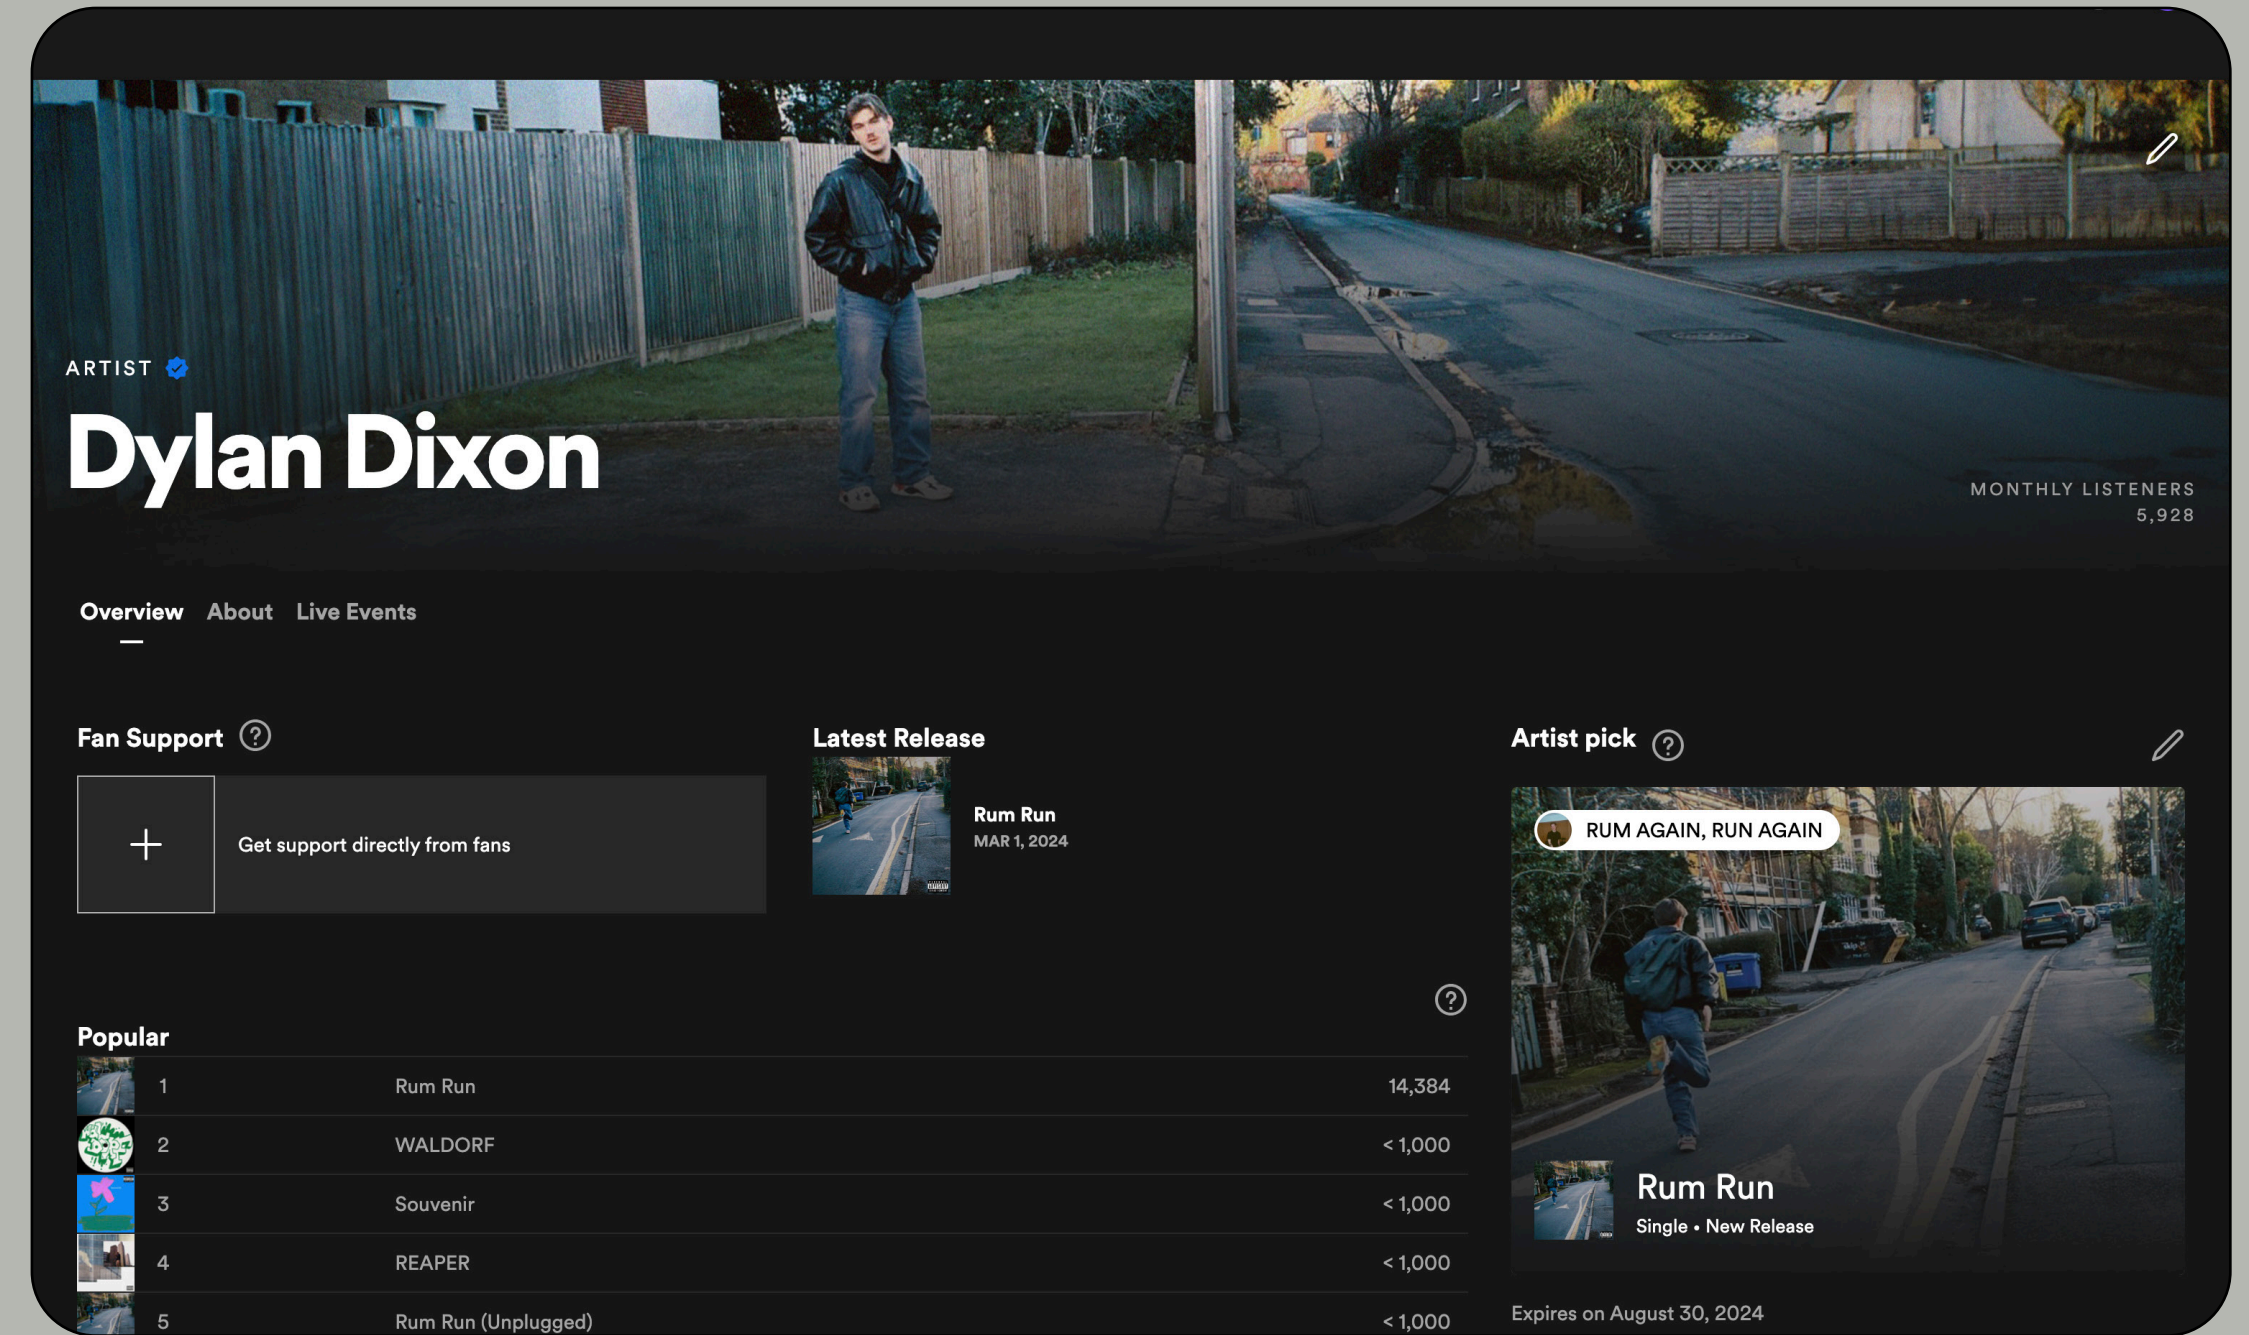 ARTIST
Dylan Dixon
MONTHLY LISTENERS
5,928
Overview About Live Events
Fan Support ?
Get support directly from fans
Latest Release
Rum Run
MAR 1, 2024
Artist pick ?
RUM AGAIN, RUN AGAIN
Rum Run
Single • New Release
Expires on August 30, 2024
?
Popular
1 Rum Run 14,384
2 WALDORF < 1,000
3 Souvenir < 1,000
4 REAPER < 1,000
5 Rum Run (Unplugged) < 1,000